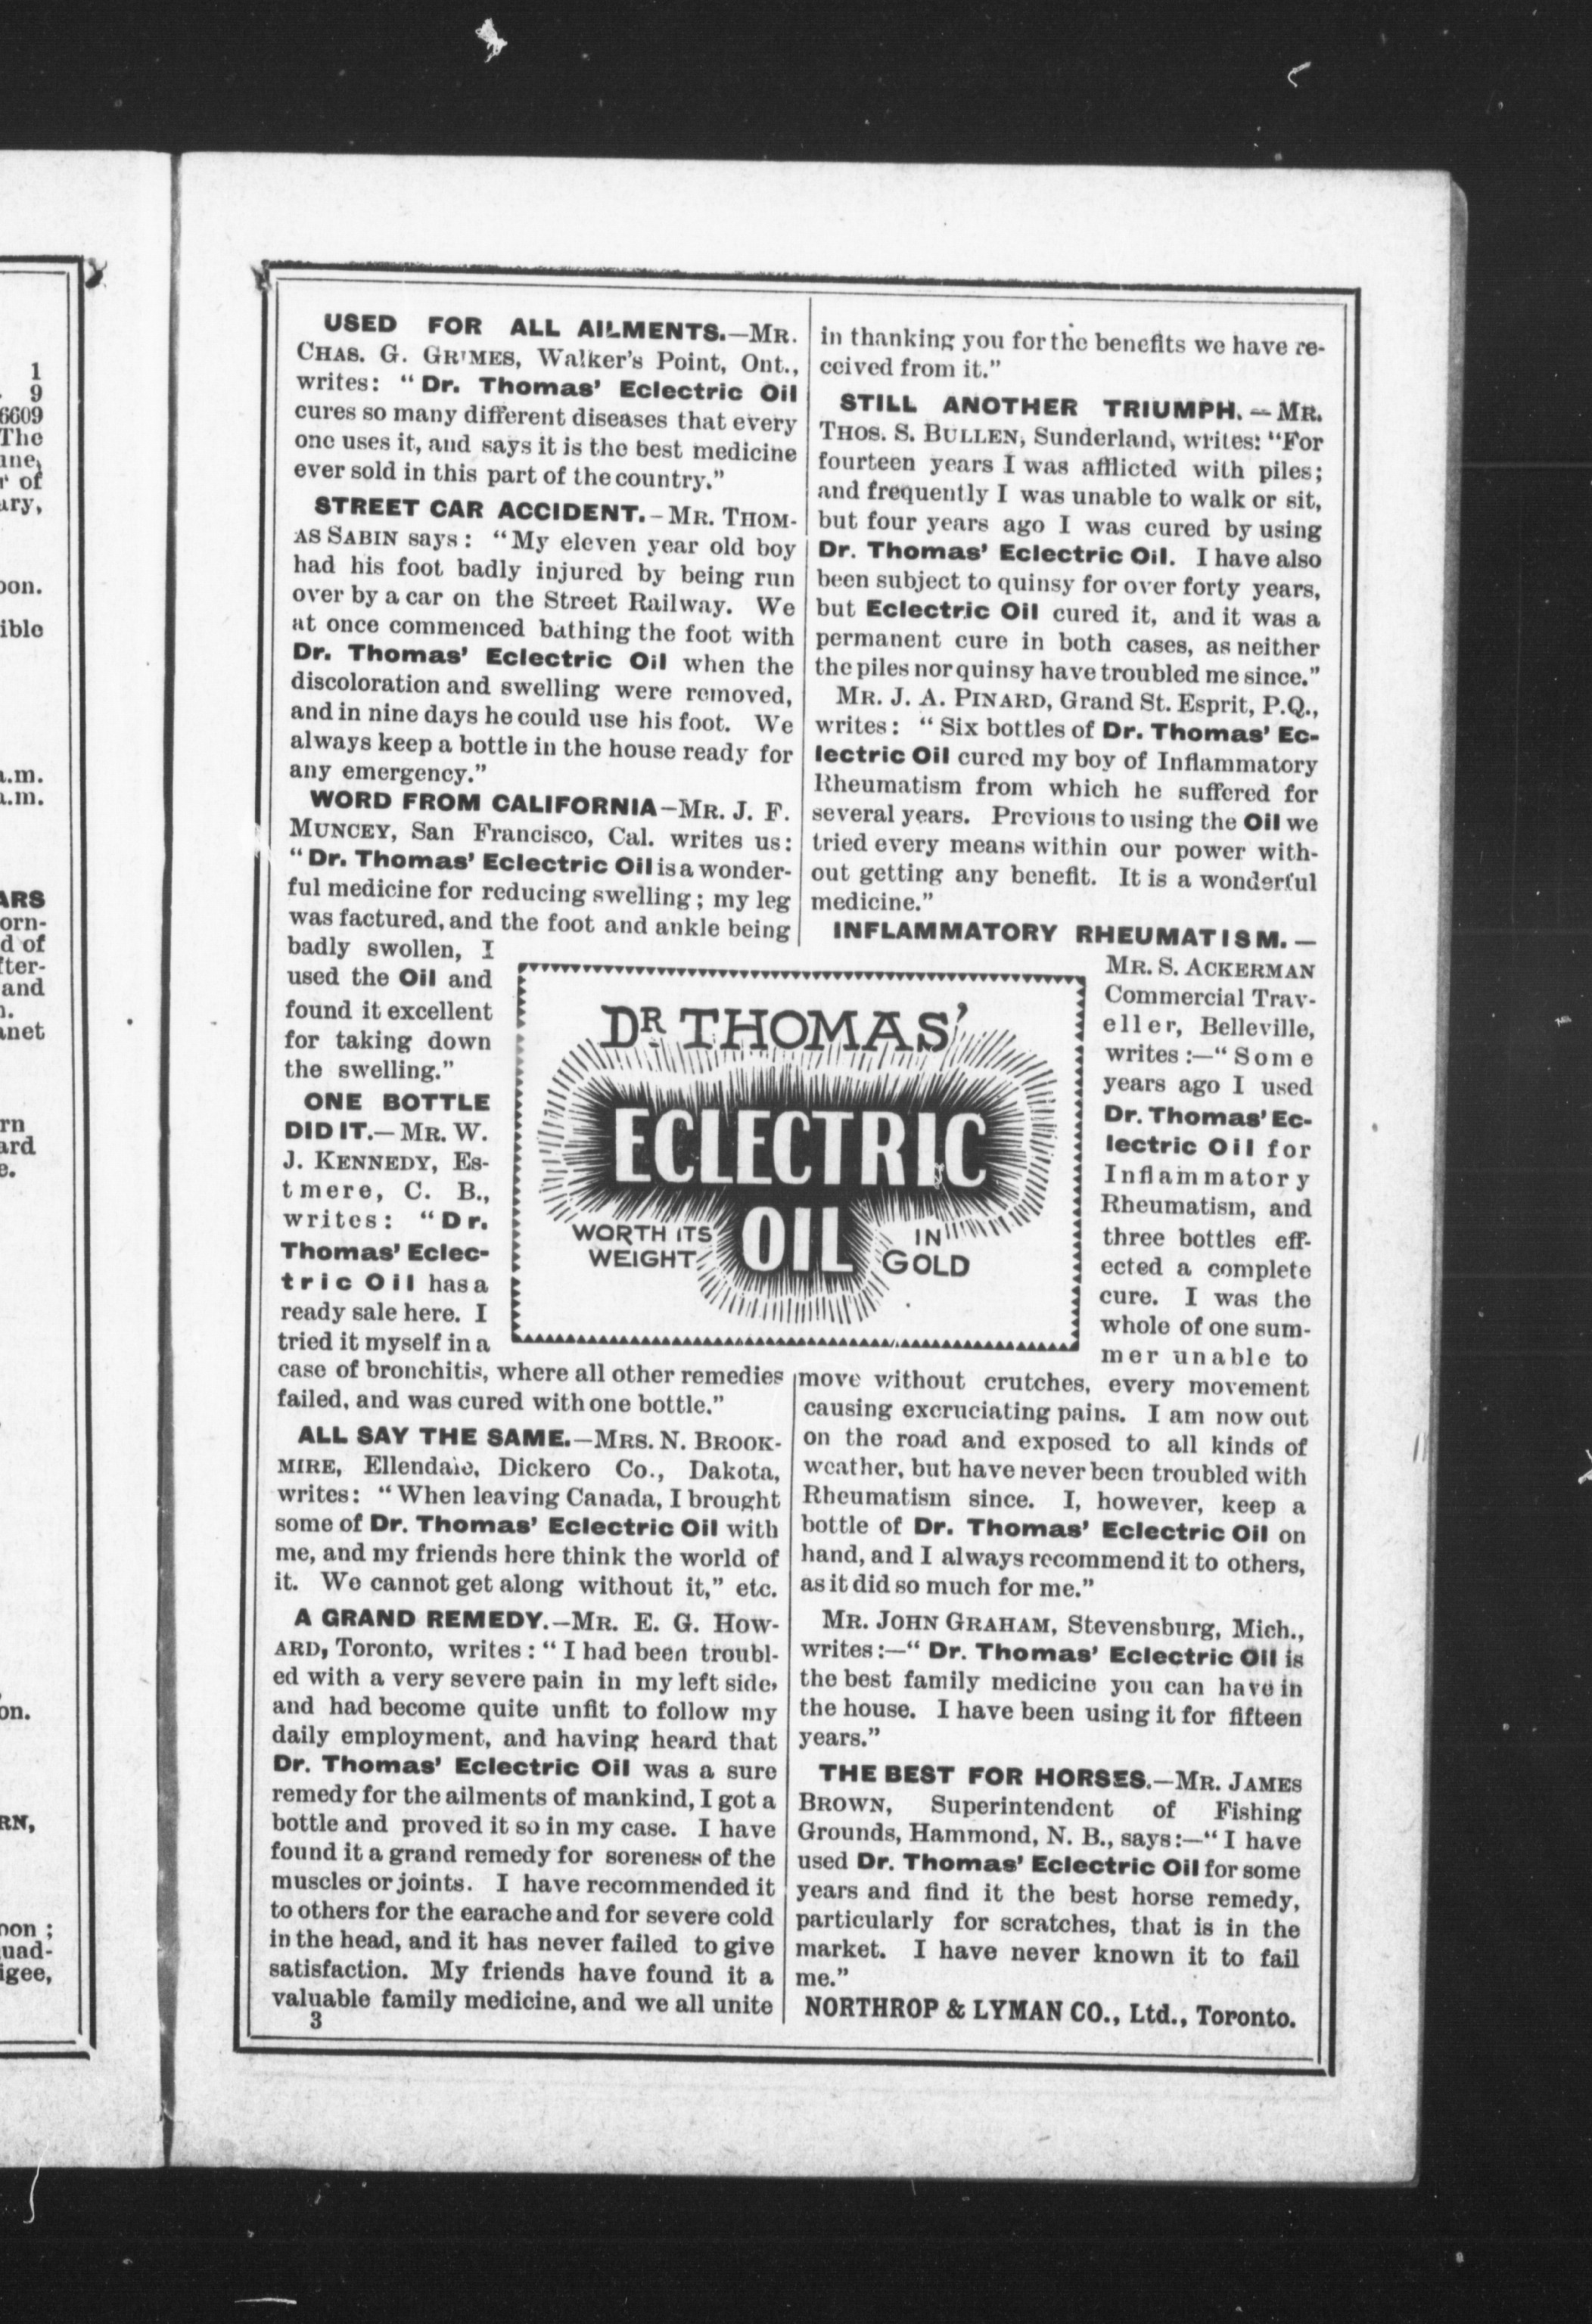 1
9
6609
The
ine,
r of
ary,
oon.
ible
a.m.
a.m.
ARS
orn-
d of
fter-
and
n.
anet
rn
ard
e.
on.
RN,
oon ;
uad-
igee,
USED FOR ALL AILMENTS.—MR.
CHAS. G. GRIMES, Walker's Point, Ont.,
writes: "Dr. Thomas' Eclectric Oil
cures so many different diseases that every
one uses it, and says it is the best medicine
ever sold in this part of the country."
STREET CAR ACCIDENT.-MR. THOM-
AS SABIN says: "My eleven year old boy
had his foot badly injured by being run
over by a car on the Street Railway. We
at once commenced bathing the foot with
Dr. Thomas' Eclectric Oil when the
discoloration and swelling were removed,
and in nine days he could use his foot. We
always keep a bottle in the house ready for
any emergency."
WORD FROM CALIFORNIA—MR. J. F.
MUNCEY, San Francisco, Cal. writes us:
"Dr. Thomas' Eclectric Oil is a wonder-
ful medicine for reducing swelling; my leg
was factured, and the foot and ankle being
badly swollen, I
used the Oil and
found it excellent
for taking down
the swelling."
ONE BOTTLE
DID IT.—MR. W.
J. KENNEDY, Es-
tmere, C. B.,
writes: "Dr.
Thomas' Eclec-
tric Oil has a
ready sale here. I
tried it myself in a
case of bronchitis, where all other remedies
failed, and was cured with one bottle."
ALL SAY THE SAME.—MRS. N. BROOK-
MIRE, Ellendale, Dickero Co., Dakota,
writes: "When leaving Canada, I brought
some of Dr. Thomas' Eclectric Oil with
me, and my friends here think the world of
it. We cannot get along without it," etc.
A GRAND REMEDY.—MR. E. G. HOW-
ARD, Toronto, writes: "I had been troubl-
ed with a very severe pain in my left side,
and had become quite unfit to follow my
daily employment, and having heard that
Dr. Thomas' Eclectric Oil was a sure
remedy for the ailments of mankind, I got a
bottle and proved it so in my case. I have
found it a grand remedy for soreness of the
muscles or joints. I have recommended it
to others for the earache and for severe cold
in the head, and it has never failed to give
satisfaction. My friends have found it a
valuable family medicine, and we all unite
3
DR. THOMAS'
ECLECTRIC
OIL
WORTH ITS
WEIGHT
IN
GOLD
in thanking you for the benefits we have re-
ceived from it."
STILL ANOTHER TRIUMPH.—MR.
THOS. S. BULLEN, Sunderland, writes: "For
fourteen years I was afflicted with piles;
and frequently I was unable to walk or sit,
but four years ago I was cured by using
Dr. Thomas' Eclectric Oil. I have also
been subject to quinsy for over forty years,
but Eclectric Oil cured it, and it was a
permanent cure in both cases, as neither
the piles nor quinsy have troubled me since."
MR. J. A. PINARD, Grand St. Esprit, P.Q.,
writes: "Six bottles of Dr. Thomas' Ec-
lectric Oil cured my boy of Inflammatory
Rheumatism from which he suffered for
several years. Previous to using the Oil we
tried every means within our power with-
out getting any benefit. It is a wonderful
medicine."
INFLAMMATORY RHEUMATISM.—
MR. S. ACKERMAN
Commercial Trav-
eller, Belleville,
writes:—"Some
years ago I used
Dr. Thomas' Ec-
lectric Oil for
Inflammatory
Rheumatism, and
three bottles eff-
ected a complete
cure. I was the
whole of one sum-
mer unable to
move without crutches, every movement
causing excruciating pains. I am now out
on the road and exposed to all kinds of
weather, but have never been troubled with
Rheumatism since. I, however, keep a
bottle of Dr. Thomas' Eclectric Oil on
hand, and I always recommend it to others,
as it did so much for me."
MR. JOHN GRAHAM, Stevensburg, Mich.,
writes:—"Dr. Thomas' Eclectric Oil is
the best family medicine you can have in
the house. I have been using it for fifteen
years."
THE BEST FOR HORSES.—MR. JAMES
BROWN, Superintendent of Fishing
Grounds, Hammond, N. B., says:—"I have
used Dr. Thomas' Eclectric Oil for some
years and find it the best horse remedy,
particularly for scratches, that is in the
market. I have never known it to fail
me."
NORTHROP & LYMAN CO., Ltd., Toronto.